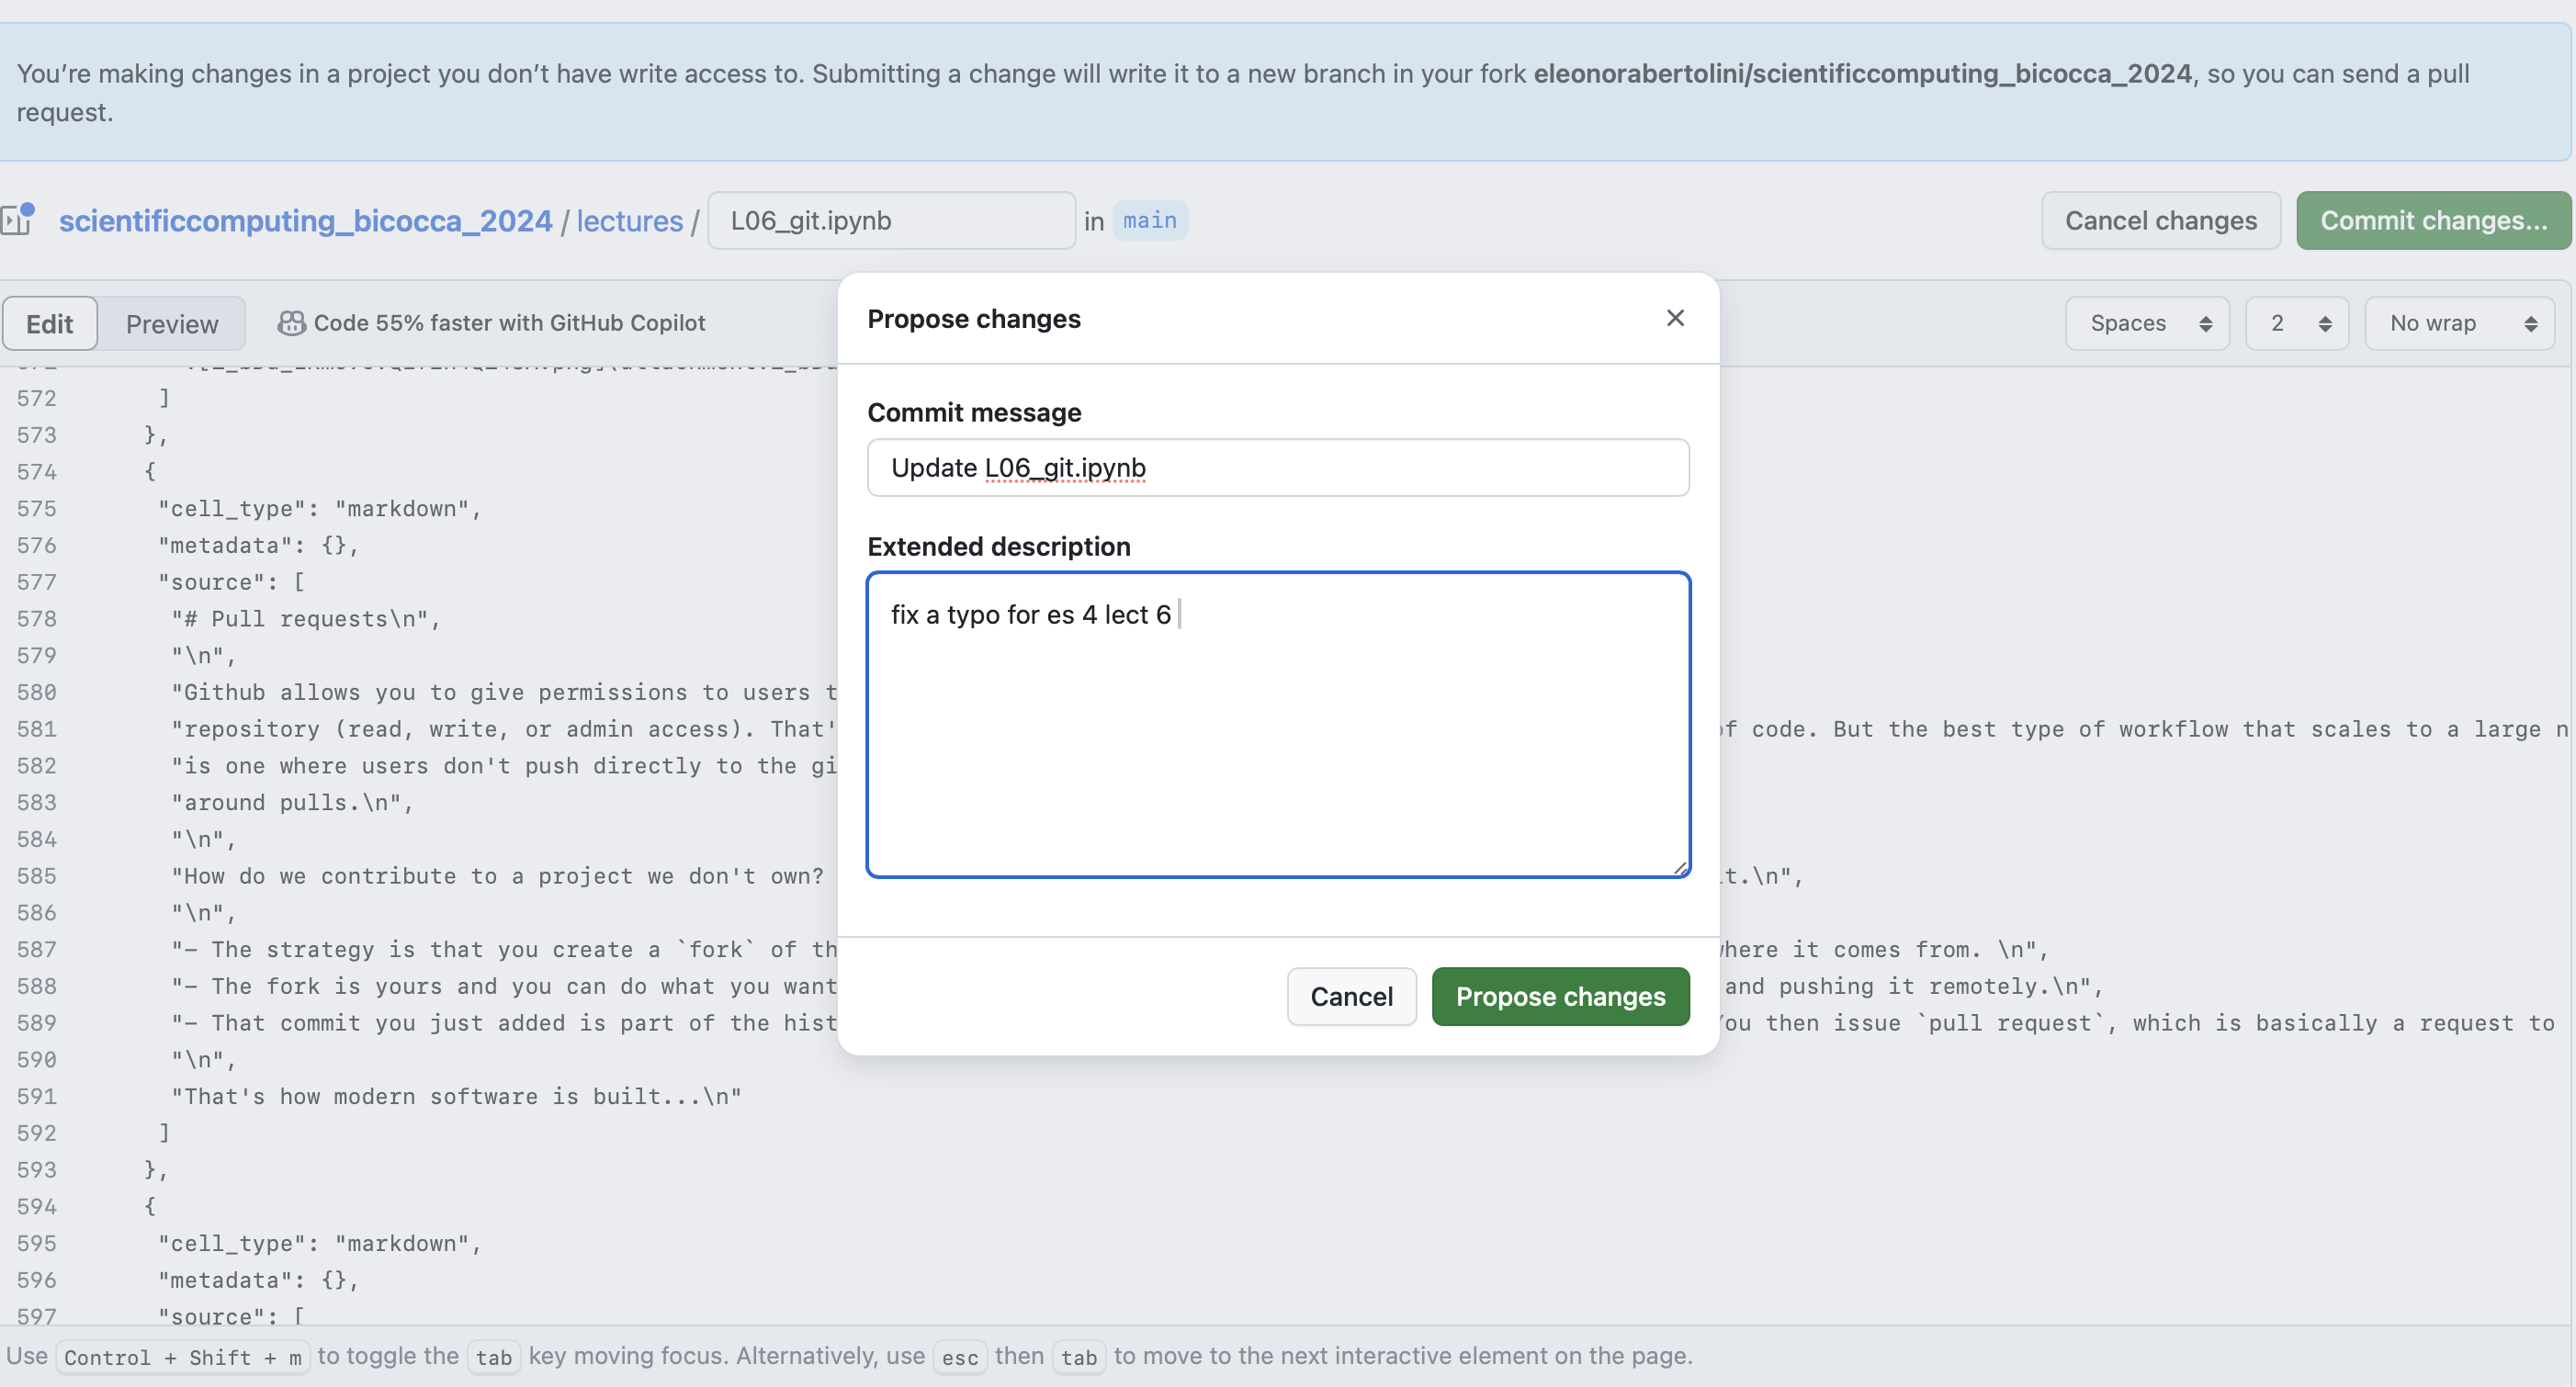 You're making changes in a project you don't have write access to. Submitting a change will write it to a new branch in your fork eleonorabertolini/scientificcomputing_bicocca_2024, so you can send a pull
request.
scientificcomputing_bicocca_2024 / lectures / L06_git.ipynb in main
Cancel changes
Commit changes...
Edit
Preview
Code 55% faster with GitHub Copilot
Spaces
2
No wrap
Propose changes
Commit message
Update L06_git.ipynb
Extended description
fix a typo for es 4 lect 6
Cancel
Propose changes
572 ]
573 },
574 {
575 "cell_type": "markdown",
576 "metadata": {},
577 "source": [
578 "# Pull requests\n",
579 "\n",
580 "Github allows you to give permissions to users
581 "repository (read, write, or admin access). That' of code. But the best type of workflow that scales to a large n
582 "is one where users don't push directly to the gi
583 "around pulls.\n",
584 "\n",
585 "How do we contribute to a project we don't own? t.\n",
586 "\n",
587 "- The strategy is that you create a `fork` of th where it comes from. \n",
588 "- The fork is yours and you can do what you want and pushing it remotely.\n",
589 "- That commit you just added is part of the hist You then issue `pull request`, which is basically a request to
590 "\n",
591 "That's how modern software is built...\n"
592 ]
593 },
594 {
595 "cell_type": "markdown",
596 "metadata": {},
597 "source": [
Use Control + Shift + m to toggle the tab key moving focus. Alternatively, use esc then tab to move to the next interactive element on the page.